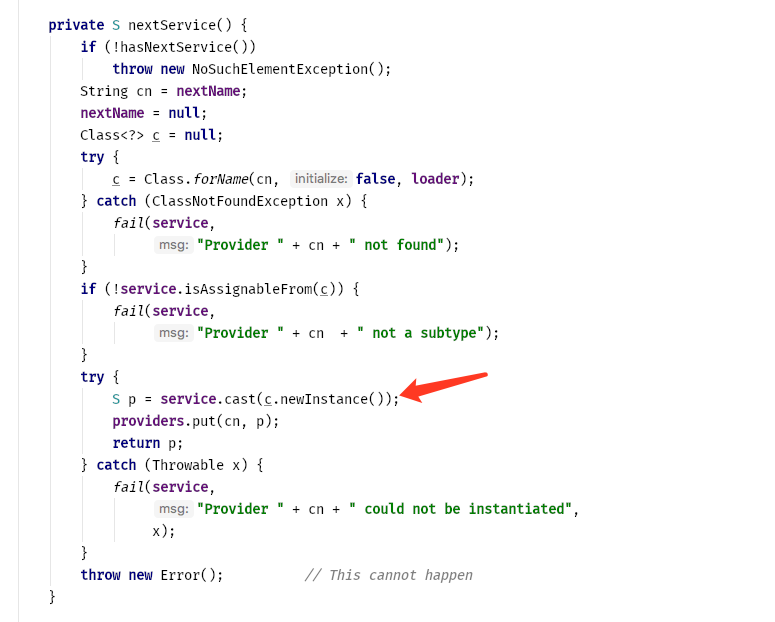 private S nextService() {
if (!hasNextService())
throw new NoSuchElementException();
String cn = nextName;
nextName = null;
Class<?> c = null;
try {
c = Class.forName(cn, initialize: false, loader);
} catch (ClassNotFoundException x) {
fail(service,
msg: "Provider " + cn + " not found");
}
if (!service.isAssignableFrom(c)) {
fail(service,
msg: "Provider " + cn  + " not a subtype");
}
try {
S p = service.cast(c.newInstance());
providers.put(cn, p);
return p;
} catch (Throwable x) {
fail(service,
msg: "Provider " + cn + " could not be instantiated",
x);
}
throw new Error();          // This cannot happen
}